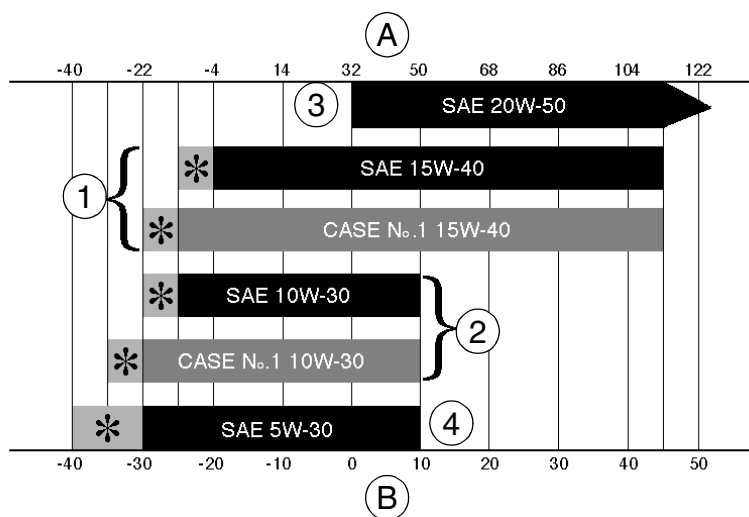 A
-40 -22 -4 14 32 50 68 86 104 122
3 SAE 20W-50
* SAE 15W-40
1
* CASE No.1 15W-40
* SAE 10W-30
2
* CASE No.1 10W-30
* SAE 5W-30 4
-40 -30 -20 -10 0 10 20 30 40 50
B